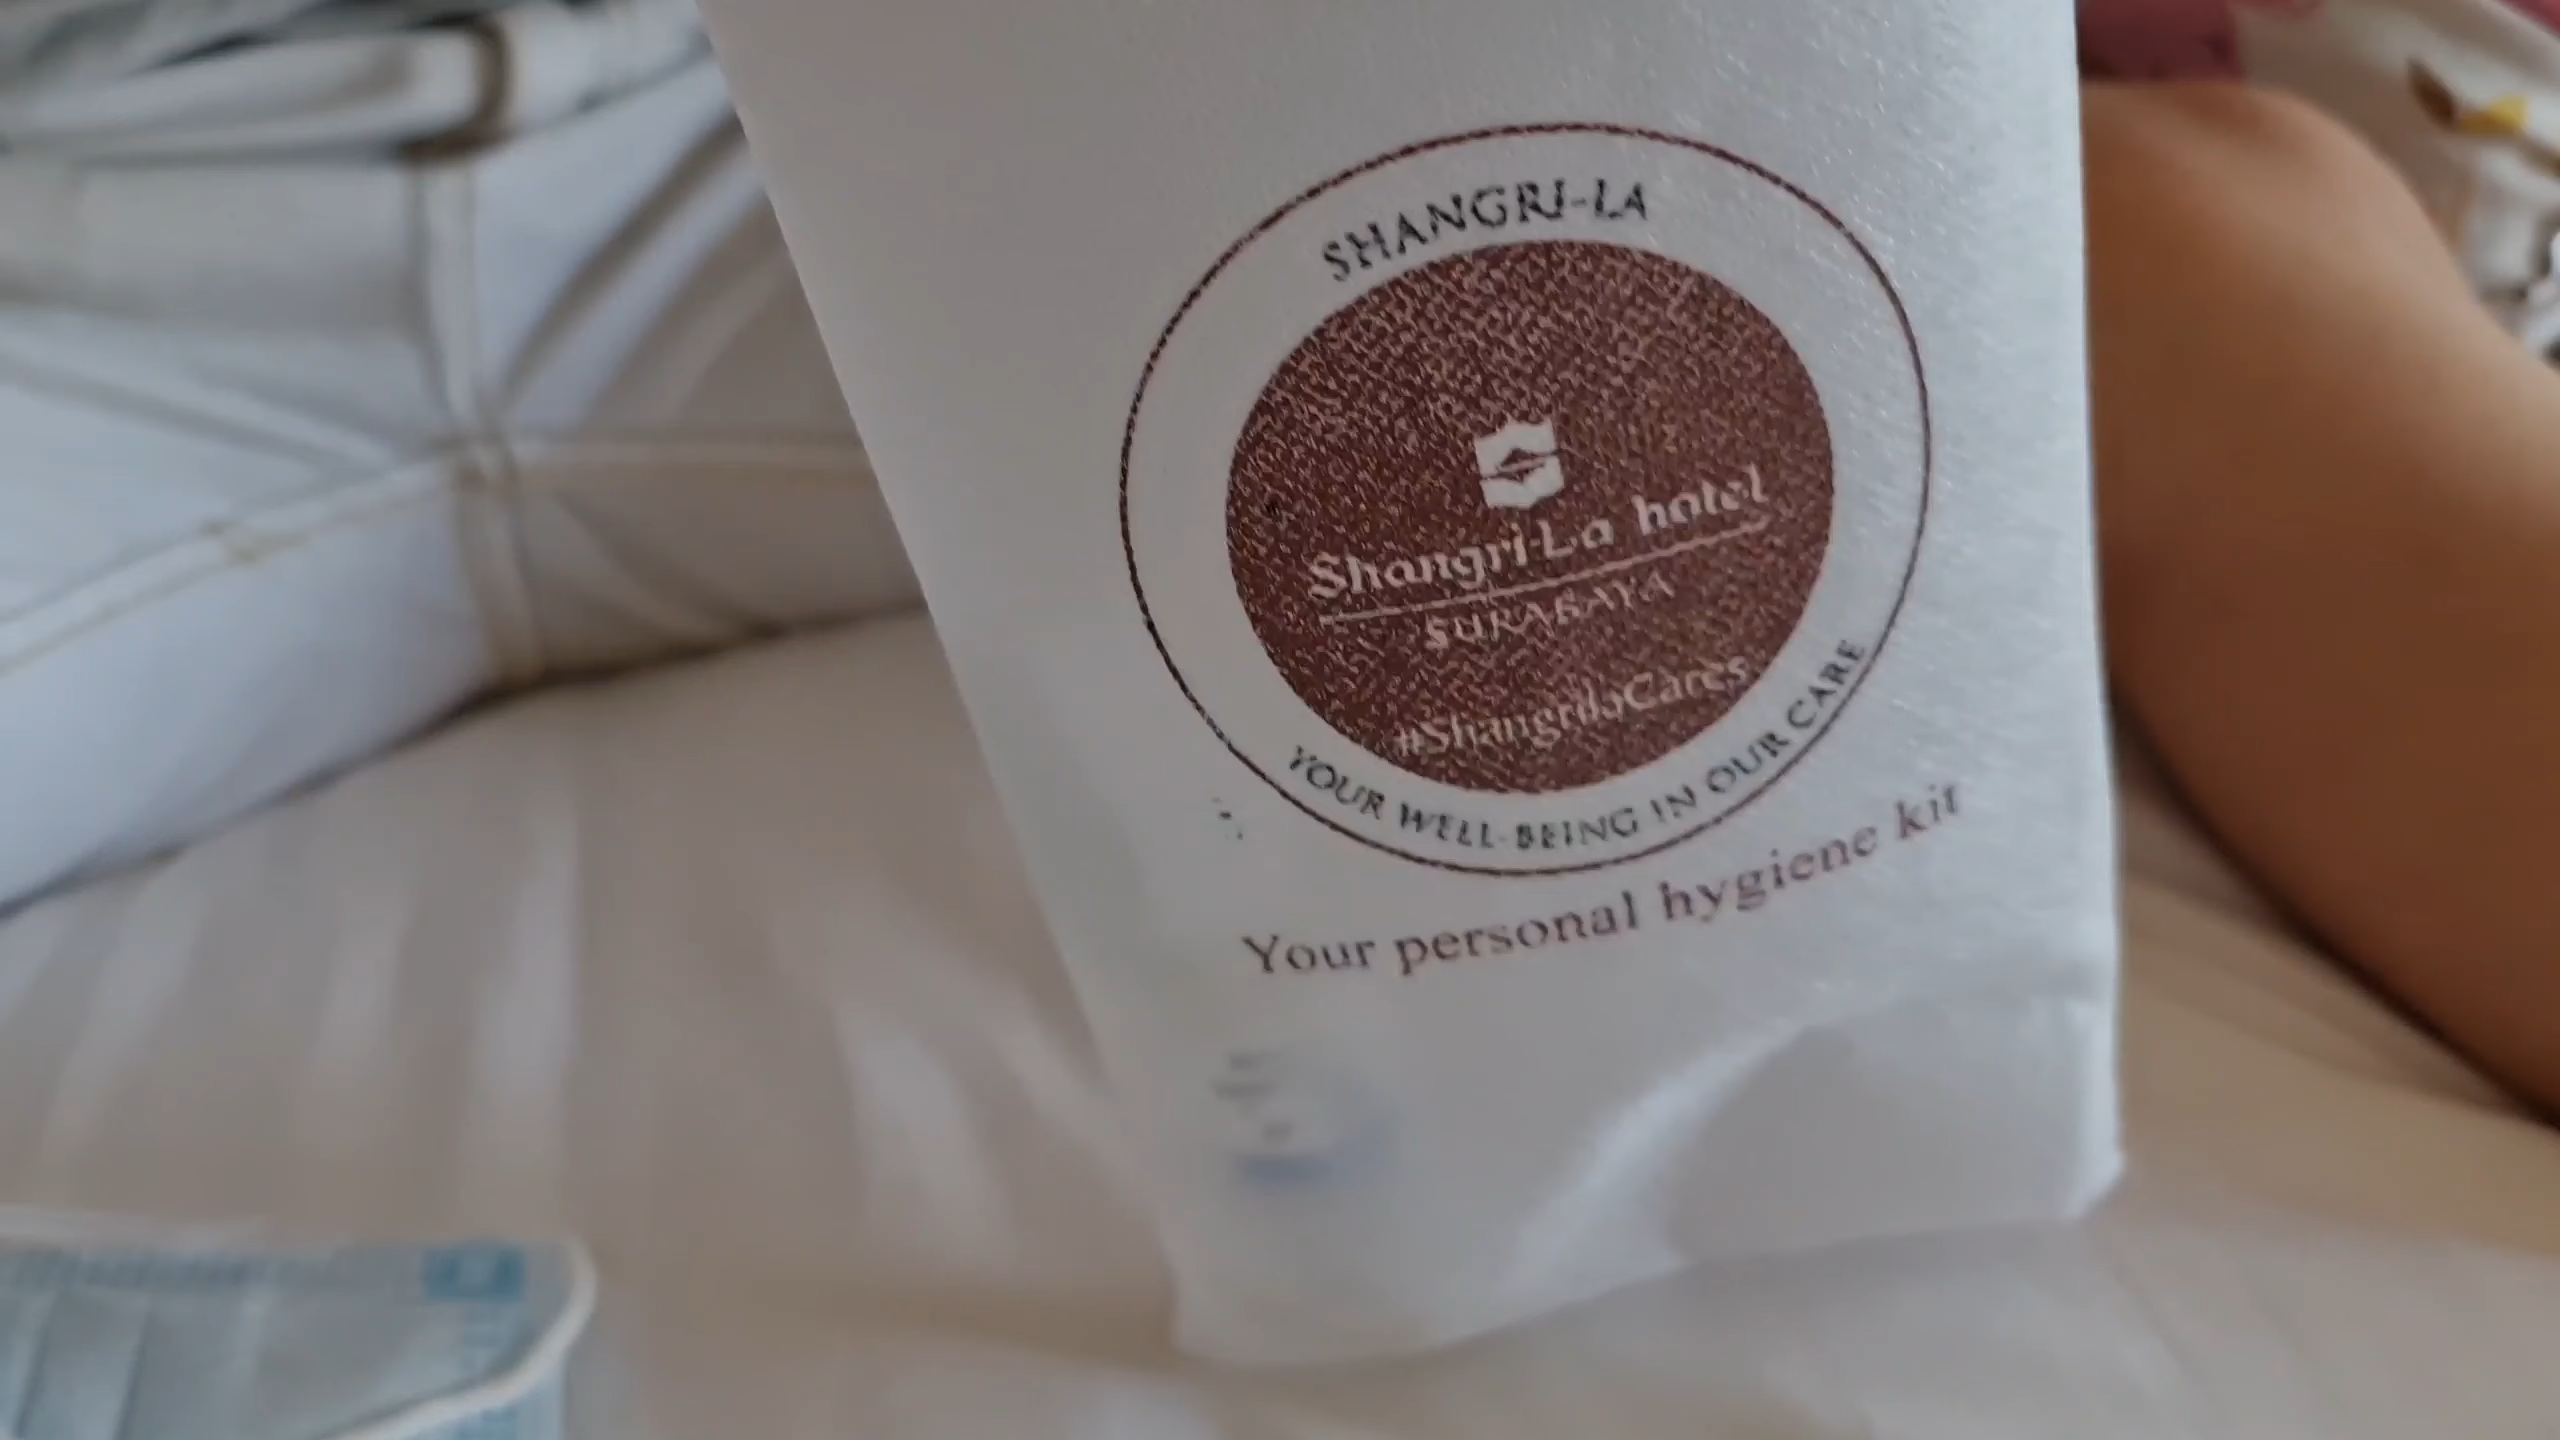 SHANGRI-LA
Shangri-La hotel
SURABAYA
#ShangrilaCares
YOUR WELL-BEING IN OUR CARE
Your personal hygiene kit